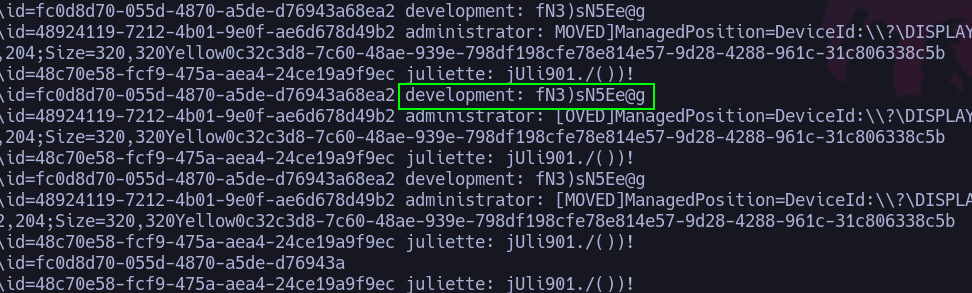 \id=fc0d8d70-055d-4870-a5de-d76943a68ea2 development: fN3)sN5Ee@g
\id=48924119-7212-4b01-9e0f-ae6d678d49b2 administrator: MOVED]ManagedPosition=DeviceId:\\?\DISPLAY
,204;Size=320,320Yellow0c32c3d8-7c60-48ae-939e-798df198cfe78e814e57-9d28-4288-961c-31c806338c5b
\id=48c70e58-fcf9-475a-aea4-24ce19a9f9ec juliette: jUli901./())!
\id=fc0d8d70-055d-4870-a5de-d76943a68ea2 development: fN3)sN5Ee@g
\id=48924119-7212-4b01-9e0f-ae6d678d49b2 administrator: [OVED]ManagedPosition=DeviceId:\\?\DISPLA
,204;Size=320,320Yellow0c32c3d8-7c60-48ae-939e-798df198cfe78e814e57-9d28-4288-961c-31c806338c5b
\id=48c70e58-fcf9-475a-aea4-24ce19a9f9ec juliette: jUli901./())!
\id=fc0d8d70-055d-4870-a5de-d76943a68ea2 development: fN3)sN5Ee@g
\id=48924119-7212-4b01-9e0f-ae6d678d49b2 administrator: [MOVED]ManagedPosition=DeviceId:\\?\DISPL
2,204;Size=320,320Yellow0c32c3d8-7c60-48ae-939e-798df198cfe78e814e57-9d28-4288-961c-31c806338c5b
\id=48c70e58-fcf9-475a-aea4-24ce19a9f9ec juliette: jUli901./())!
\id=fc0d8d70-055d-4870-a5de-d76943a
\id=48c70e58-fcf9-475a-aea4-24ce19a9f9ec juliette: jUli901./())!